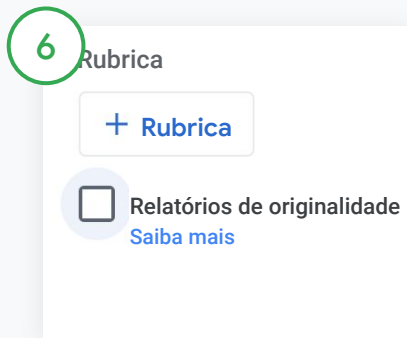 6
Rubrica
+ Rubrica
Relatórios de originalidade
Saiba mais